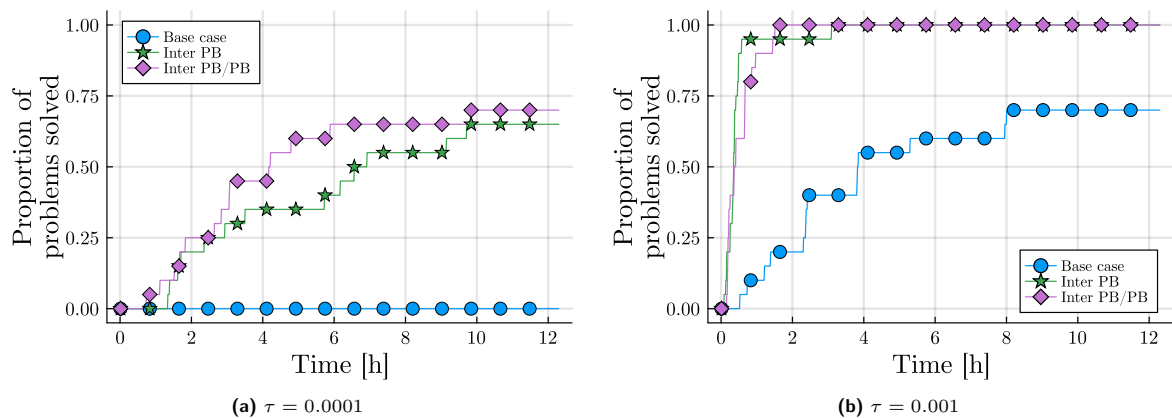 Proportion of
problems solved
1.00
0.75
0.50
0.25
0.00
Base case
Inter PB
Inter PB/PB
0 2 4 6 8 10 12
Time [h]
(a) τ = 0.0001
Proportion of
problems solved
1.00
0.75
0.50
0.25
0.00
Base case
Inter PB
Inter PB/PB
0 2 4 6 8 10 12
Time [h]
(b) τ = 0.001